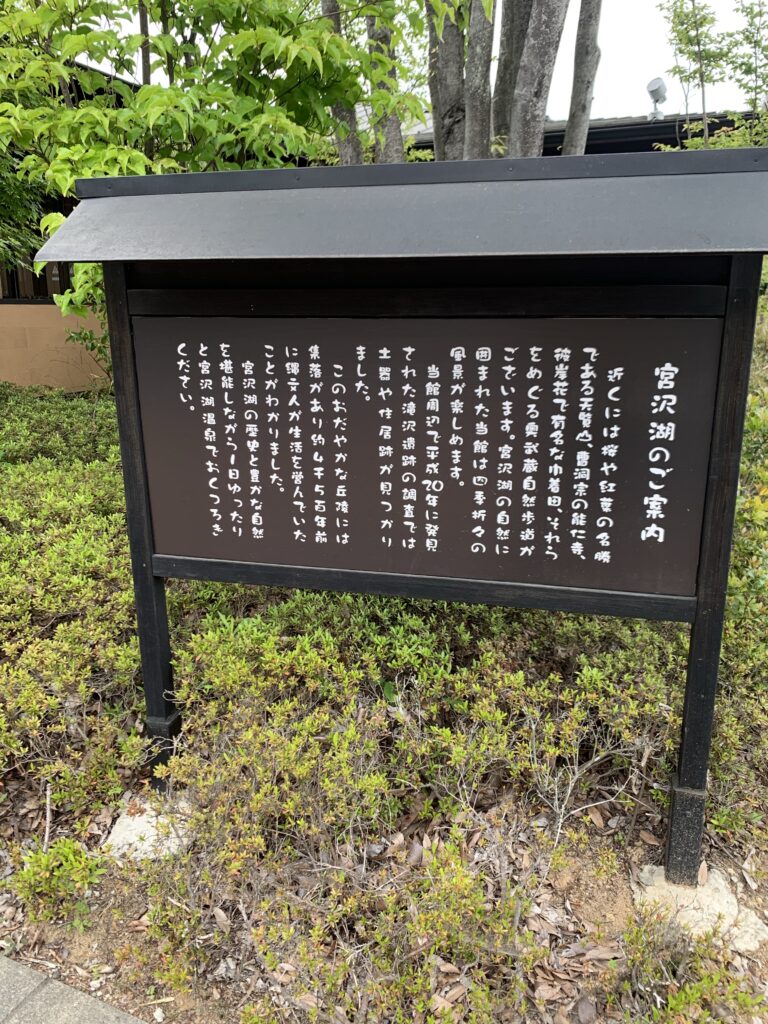 宮沢湖のご案内
近くには桜や紅葉の名勝
である天覧山、曹洞宗の能仁寺、
彼岸花で有名な巾着田、それら
をめぐる奥武蔵自然歩道が
ございます。宮沢湖の自然に
囲まれた当館は四季折々の
風景が楽しめます。
当館周辺で平成20年に発見
された滝沢遺跡の調査では
土器や住居跡が見つかり
ました。
このおだやかな丘陵には
集落があり約4千5百年前
に縄文人が生活を営んでいた
ことがわかりました。
宮沢湖の歴史と豊かな自然
を堪能しながら1日ゆったり
と宮沢湖温泉でおくつろぎ
ください。